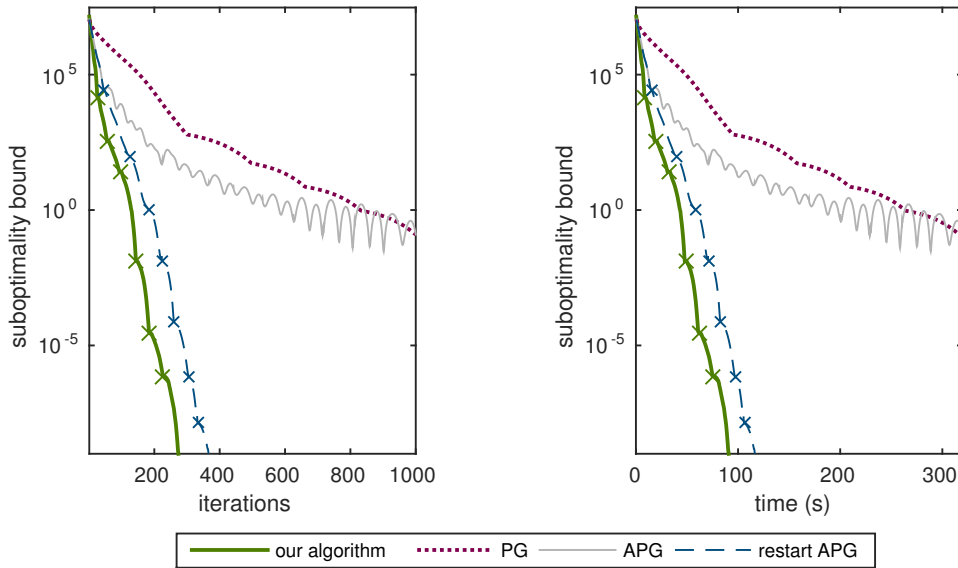 suboptimality bound
10^5
10^0
10^-5
200 400 600 800 1000
iterations
suboptimality bound
10^5
10^0
10^-5
0 100 200 300
time (s)
our algorithm PG APG restart APG